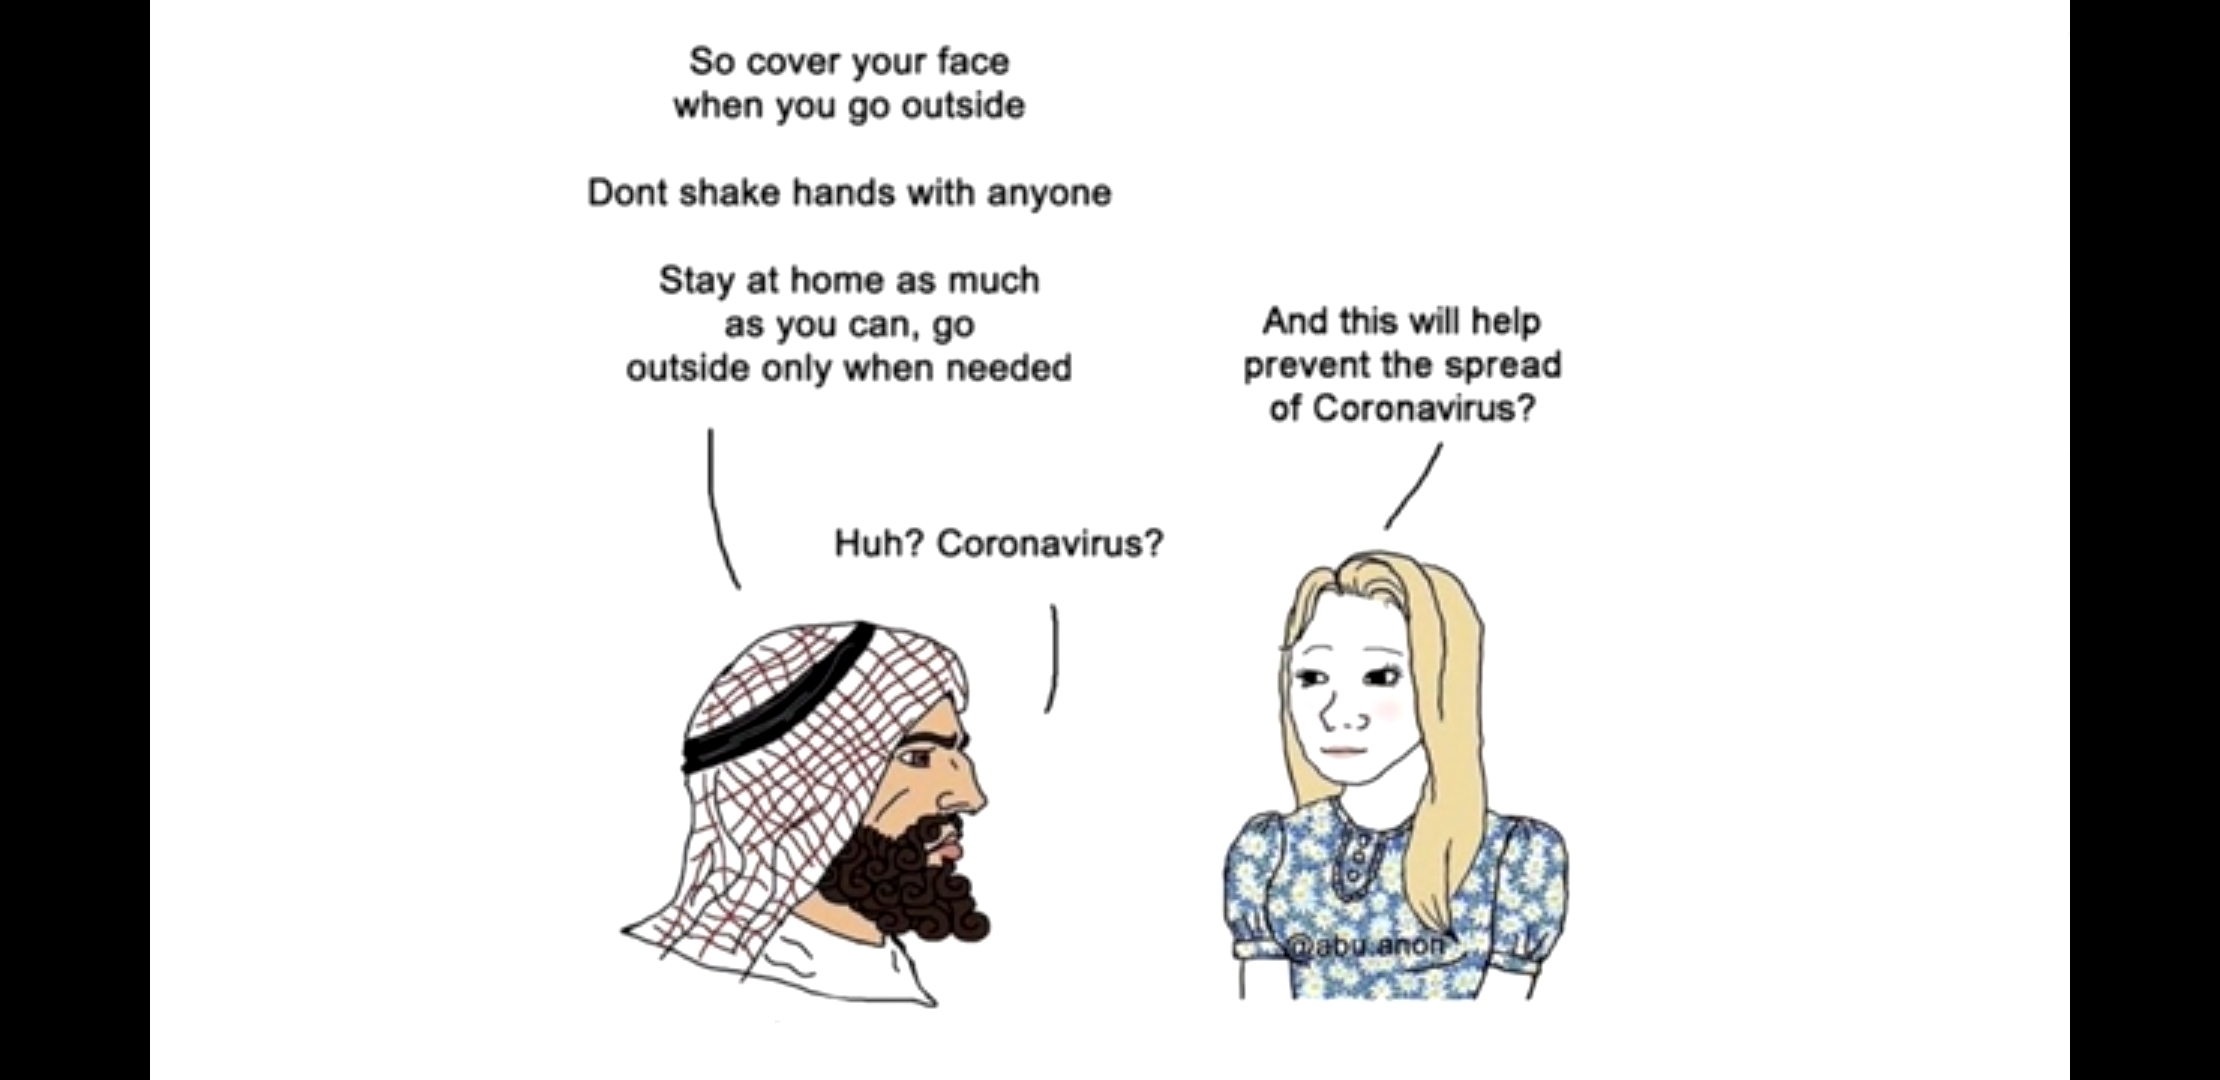 So cover your face
when you go outside
Dont shake hands with anyone
Stay at home as much
as you can, go
outside only when needed
And this will help
prevent the spread
of Coronavirus?
Huh? Coronavirus?
@abu.anon